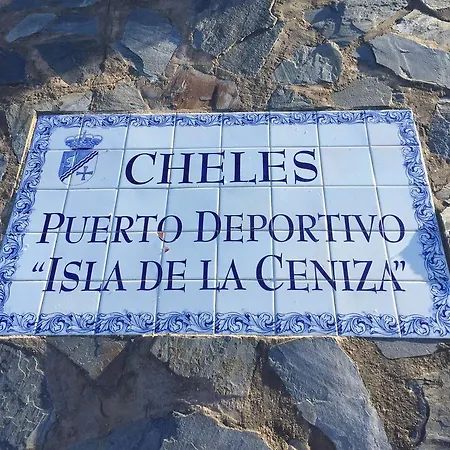 CHELES
PUERTO DEPORTIVO
“ISLA DE LA CENIZA”